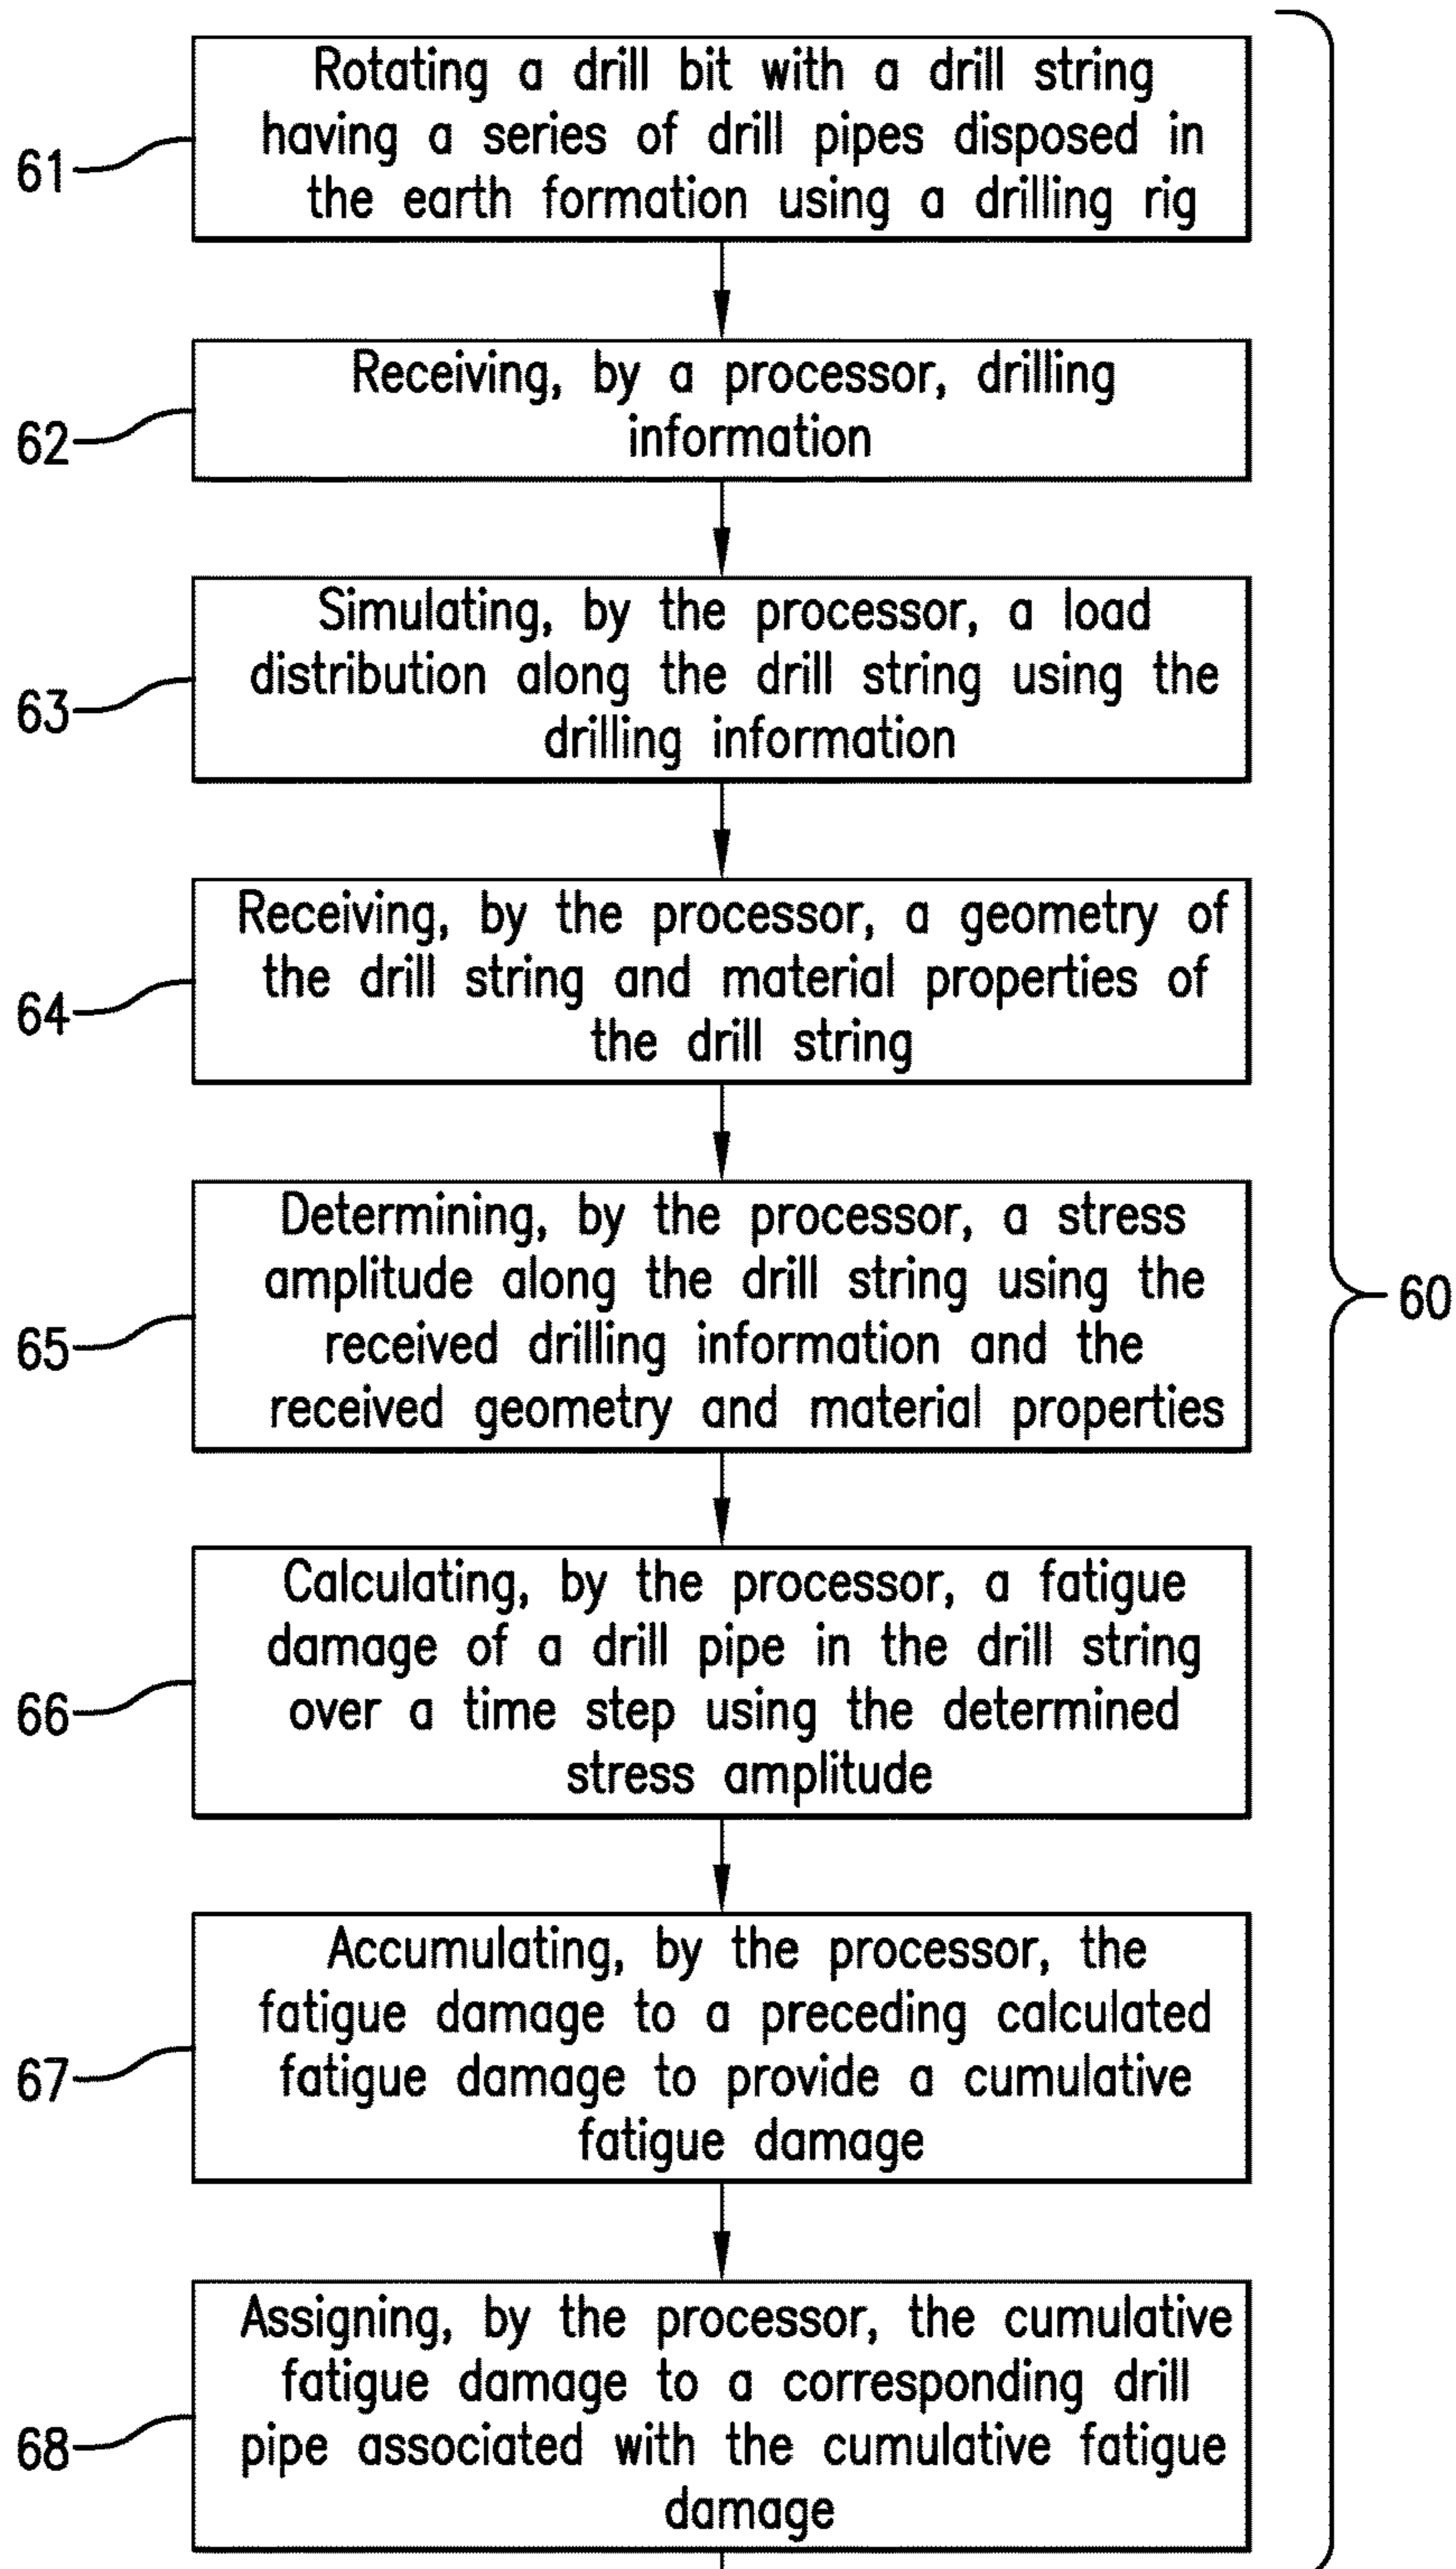 Rotating a drill bit with a drill string
having a series of drill pipes disposed in
the earth formation using a drilling rig
61
Receiving, by a processor, drilling
information
62
Simulating, by the processor, a load
distribution along the drill string using the
drilling information
63
Receiving, by the processor, a geometry of
the drill string and material properties of
the drill string
64
Determining, by the processor, a stress
amplitude along the drill string using the
received drilling information and the
received geometry and material properties
65
60
Calculating, by the processor, a fatigue
damage of a drill pipe in the drill string
over a time step using the determined
stress amplitude
66
Accumulating, by the processor, the
fatigue damage to a preceding calculated
fatigue damage to provide a cumulative
fatigue damage
67
Assigning, by the processor, the cumulative
fatigue damage to a corresponding drill
pipe associated with the cumulative fatigue
damage
68